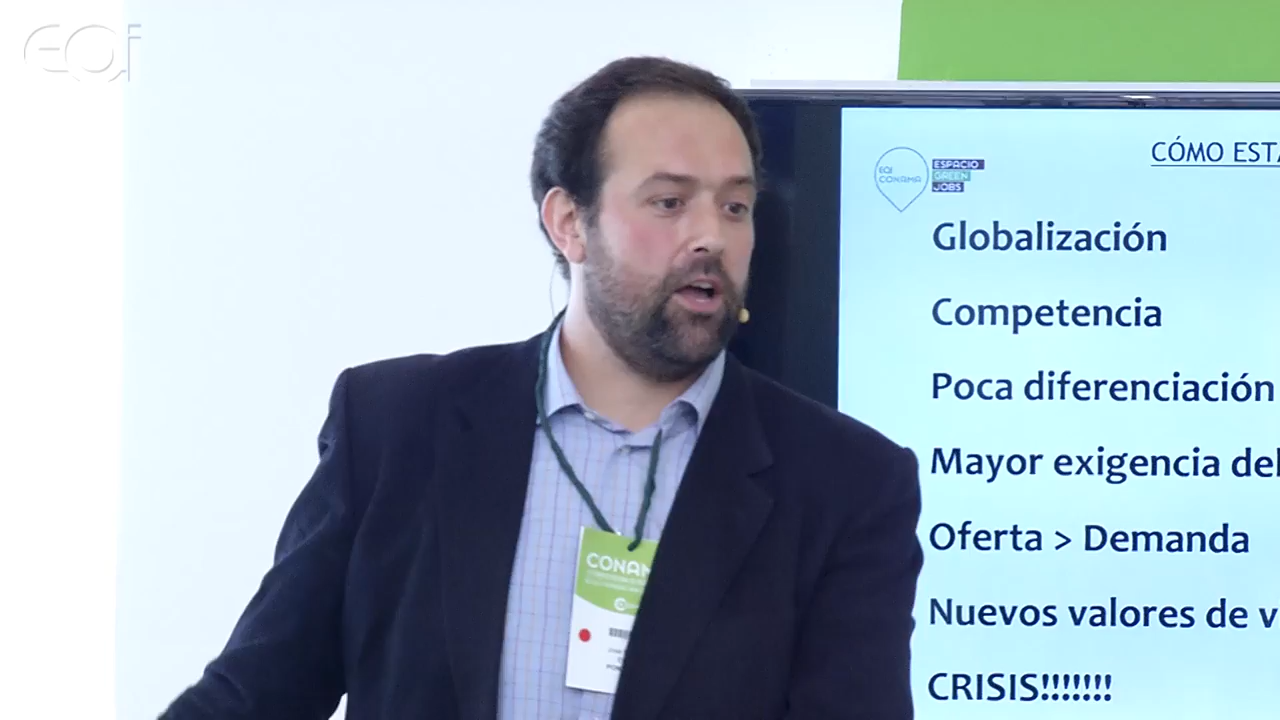 eoi
CÓMO ESTA
EOI
CONAMA
ESPACIO
GREEN
JOBS
Globalización
Competencia
Poca diferenciación
Mayor exigencia del
Oferta > Demanda
Nuevos valores de v
CRISIS!!!!!!!
CONAM